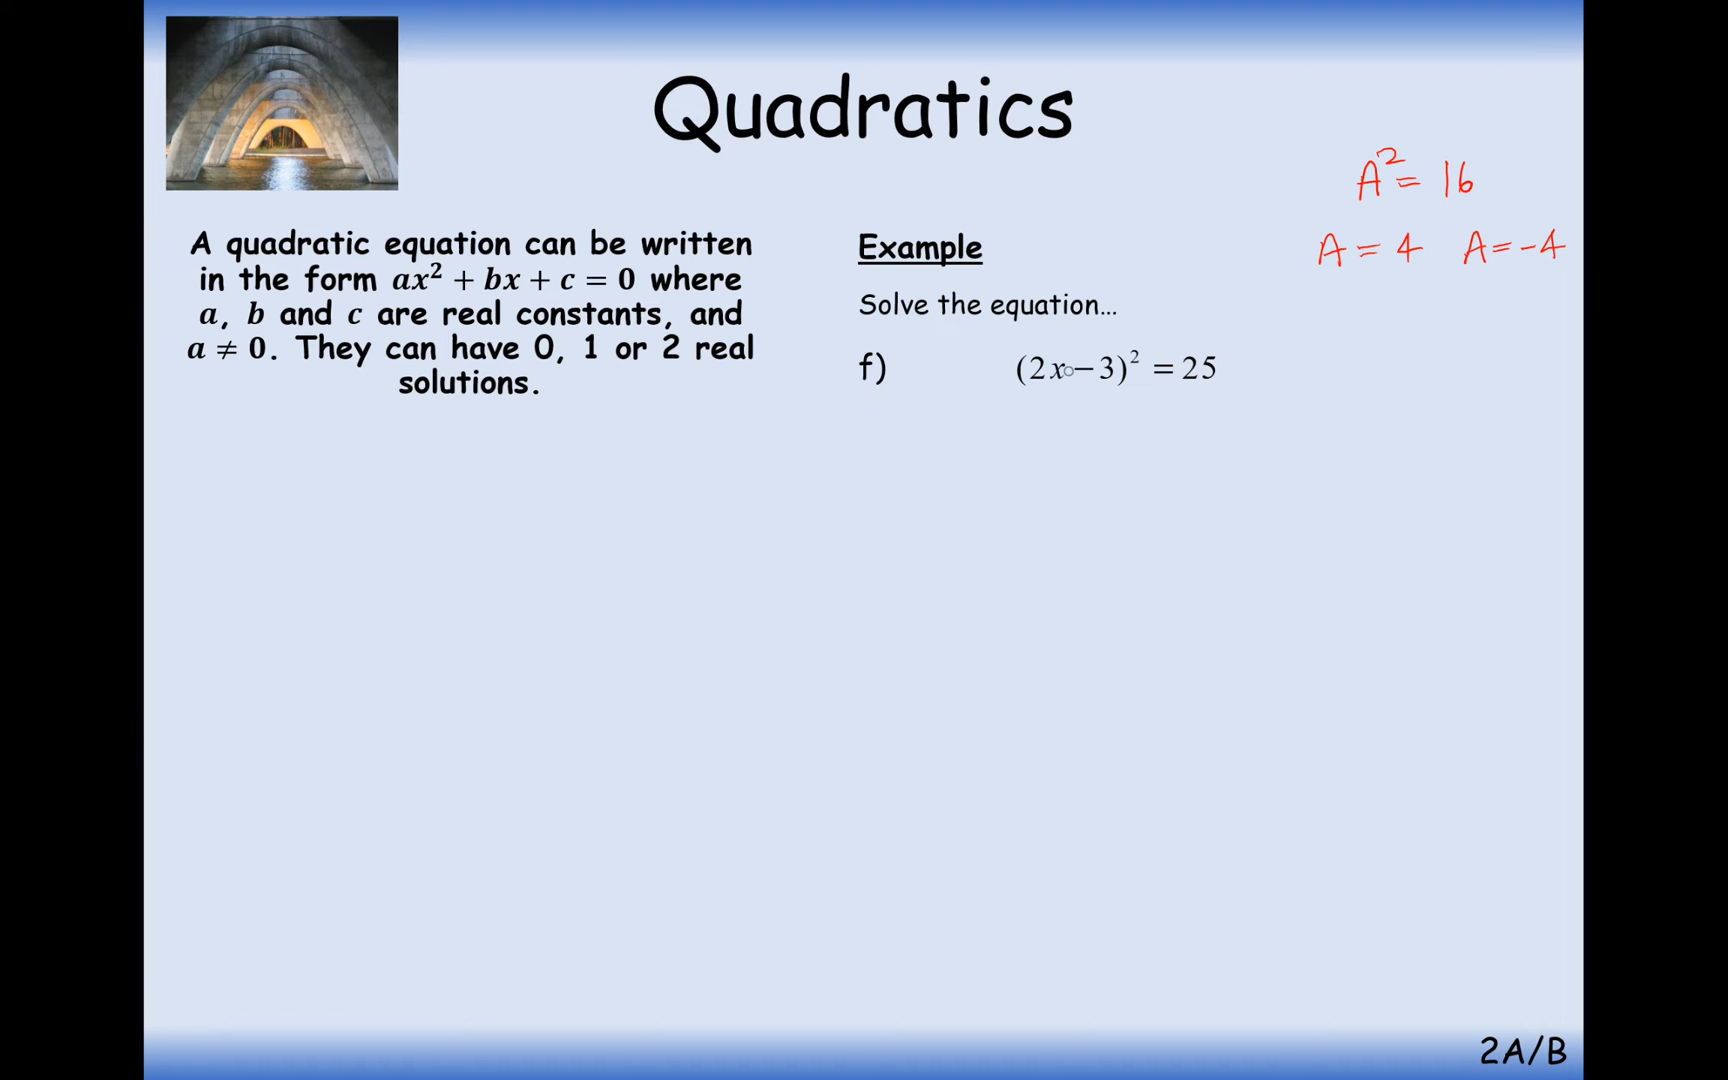 Quadratics
A² = 16
A = 4 A = -4
A quadratic equation can be written
in the form ax² + bx + c = 0 where
a, b and c are real constants, and
a ≠ 0. They can have 0, 1 or 2 real
solutions.
Example
Solve the equation…
f) (2x − 3)² = 25
2A/B